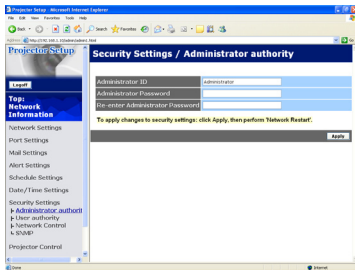 Projector Setup - Microsoft Internet Explorer
File Edit View Favorites Tools Help
Back Search Favorites
Go
Projector Setup
Logoff
Top:
Network
Information
Network Settings
Port Settings
Mail Settings
Alert Settings
Schedule Settings
Date/Time Settings
Security Settings
Administrator authorit
User authority
Network Control
SNMP
Projector Control
Security Settings / Administrator authority
Administrator ID Administrator
Administrator Password
Re-enter Administrator Password
To apply changes to security settings: click Apply, then perform 'Network Restart'.
Apply
Done Internet